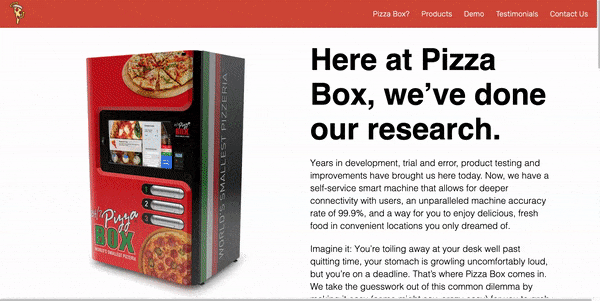 Pizza Box? Products Demo Testimonials Contact Us
Here at Pizza
Box, we’ve done
our research.
Years in development, trial and error, product testing and
improvements have brought us here today. Now, we have a
self-service smart machine that allows for deeper
connectivity with users, an unparalleled machine accuracy
rate of 99.9%, and a way for you to enjoy delicious, fresh
food in convenient locations you only dreamed of.
Imagine it: You’re toiling away at your desk well past
quitting time, your stomach is growling uncomfortably loud,
but you’re on a deadline. That’s where Pizza Box comes in.
We take the guesswork out of this common dilemma by
Pizza
BOX
WORLD'S SMALLEST PIZZERIA
Pizza
BOX
WORLD'S SMALLEST PIZZERIA